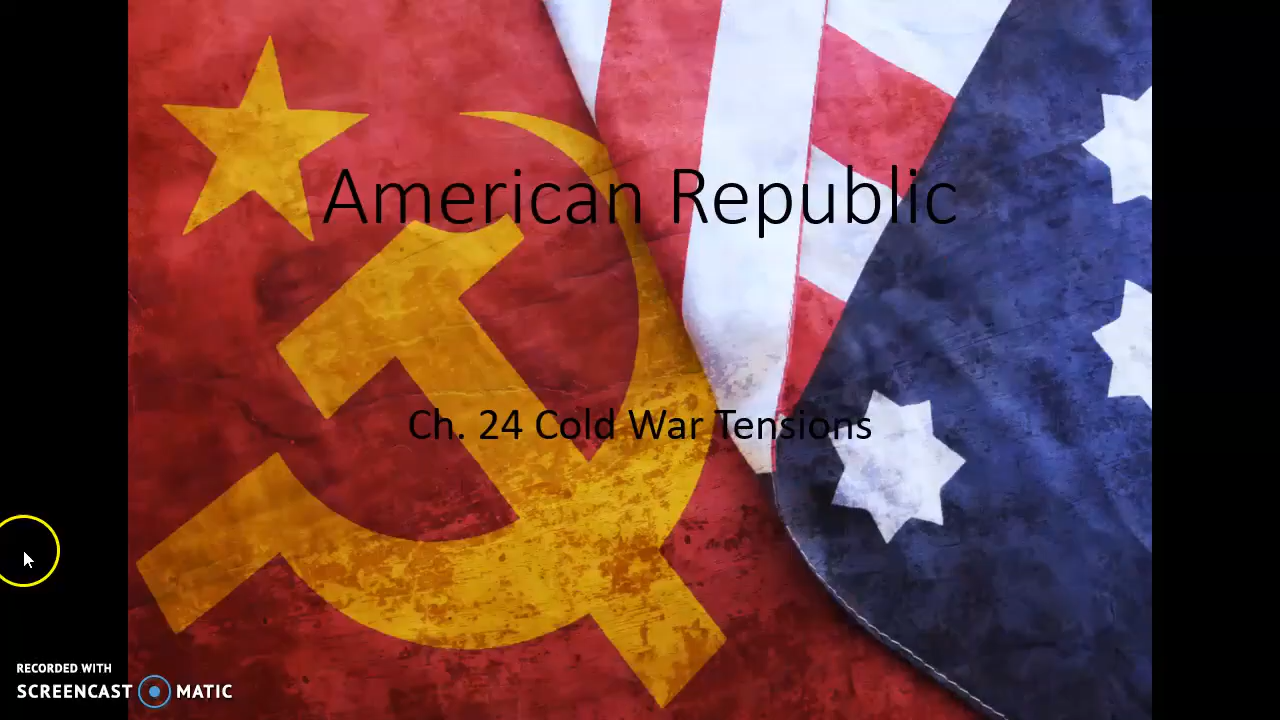 American Republic
Ch. 24 Cold War Tensions
RECORDED WITH
SCREENCAST MATIC